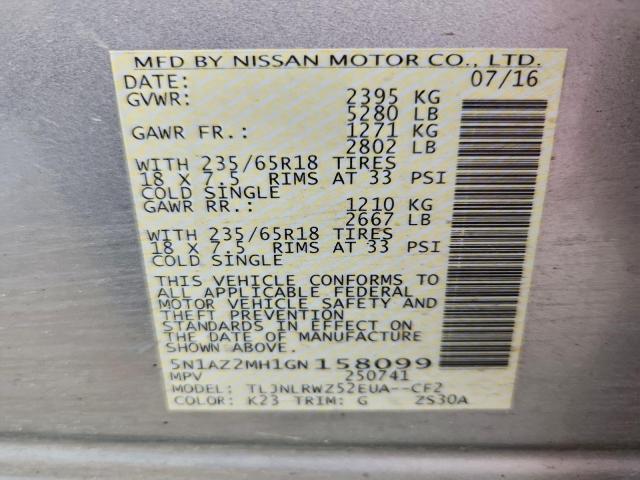 MFD BY NISSAN MOTOR CO., LTD.
DATE: 07/16
GVWR: 2395 KG
5280 LB
GAWR FR.: 1271 KG
2802 LB
WITH 235/65R18 TIRES
18 X 7.5 RIMS AT 33 PSI
COLD SINGLE
GAWR RR.: 1210 KG
2667 LB
WITH 235/65R18 TIRES
18 X 7.5 RIMS AT 33 PSI
COLD SINGLE
THIS VEHICLE CONFORMS TO
ALL APPLICABLE FEDERAL
MOTOR VEHICLE SAFETY AND
THEFT PREVENTION
STANDARDS IN EFFECT ON
THE DATE OF MANUFACTURE
5N1AZ2MH1GN158099
MPV 250741
MODEL: TLJNLRWZ52EUA--CF2
COLOR: K23 TRIM: G ZS30A